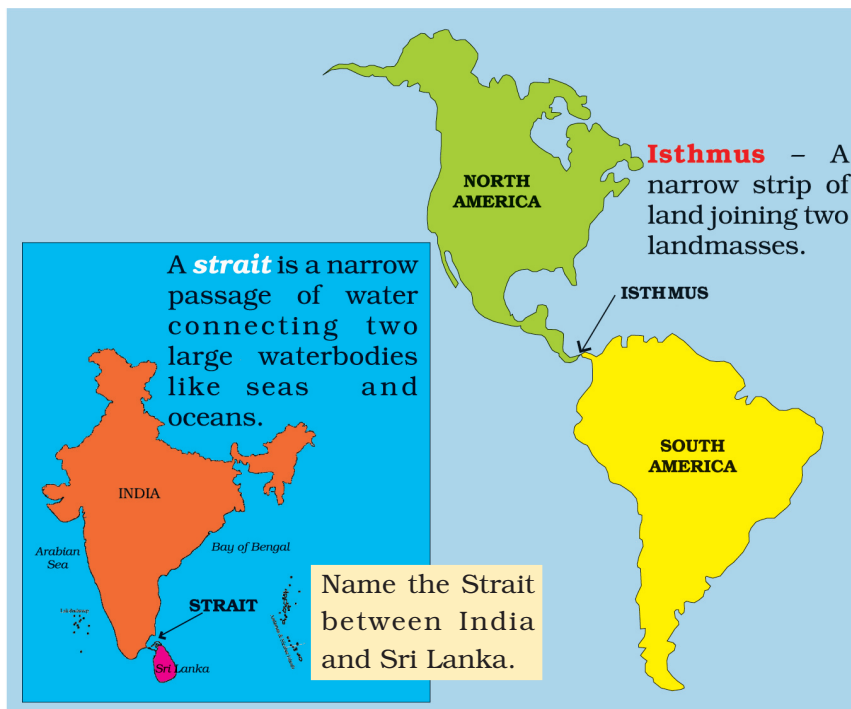 Isthmus – A
narrow strip of
land joining two
landmasses.
NORTH
AMERICA
ISTHMUS
SOUTH
AMERICA
A strait is a narrow
passage of water
connecting two
large waterbodies
like seas and
oceans.
INDIA
Arabian
Sea
Bay of Bengal
STRAIT
Sri Lanka
Name the Strait
between India
and Sri Lanka.